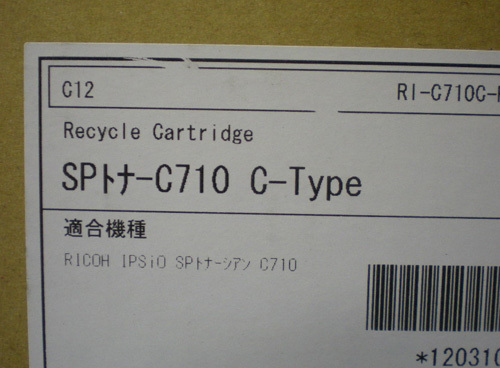 C12 RI-C710C-
Recycle Cartridge
SPﾄﾅｰC710 C-Type
適合機種
RICOH IPSiO SPﾄﾅｰｼｱﾝ C710
*120310